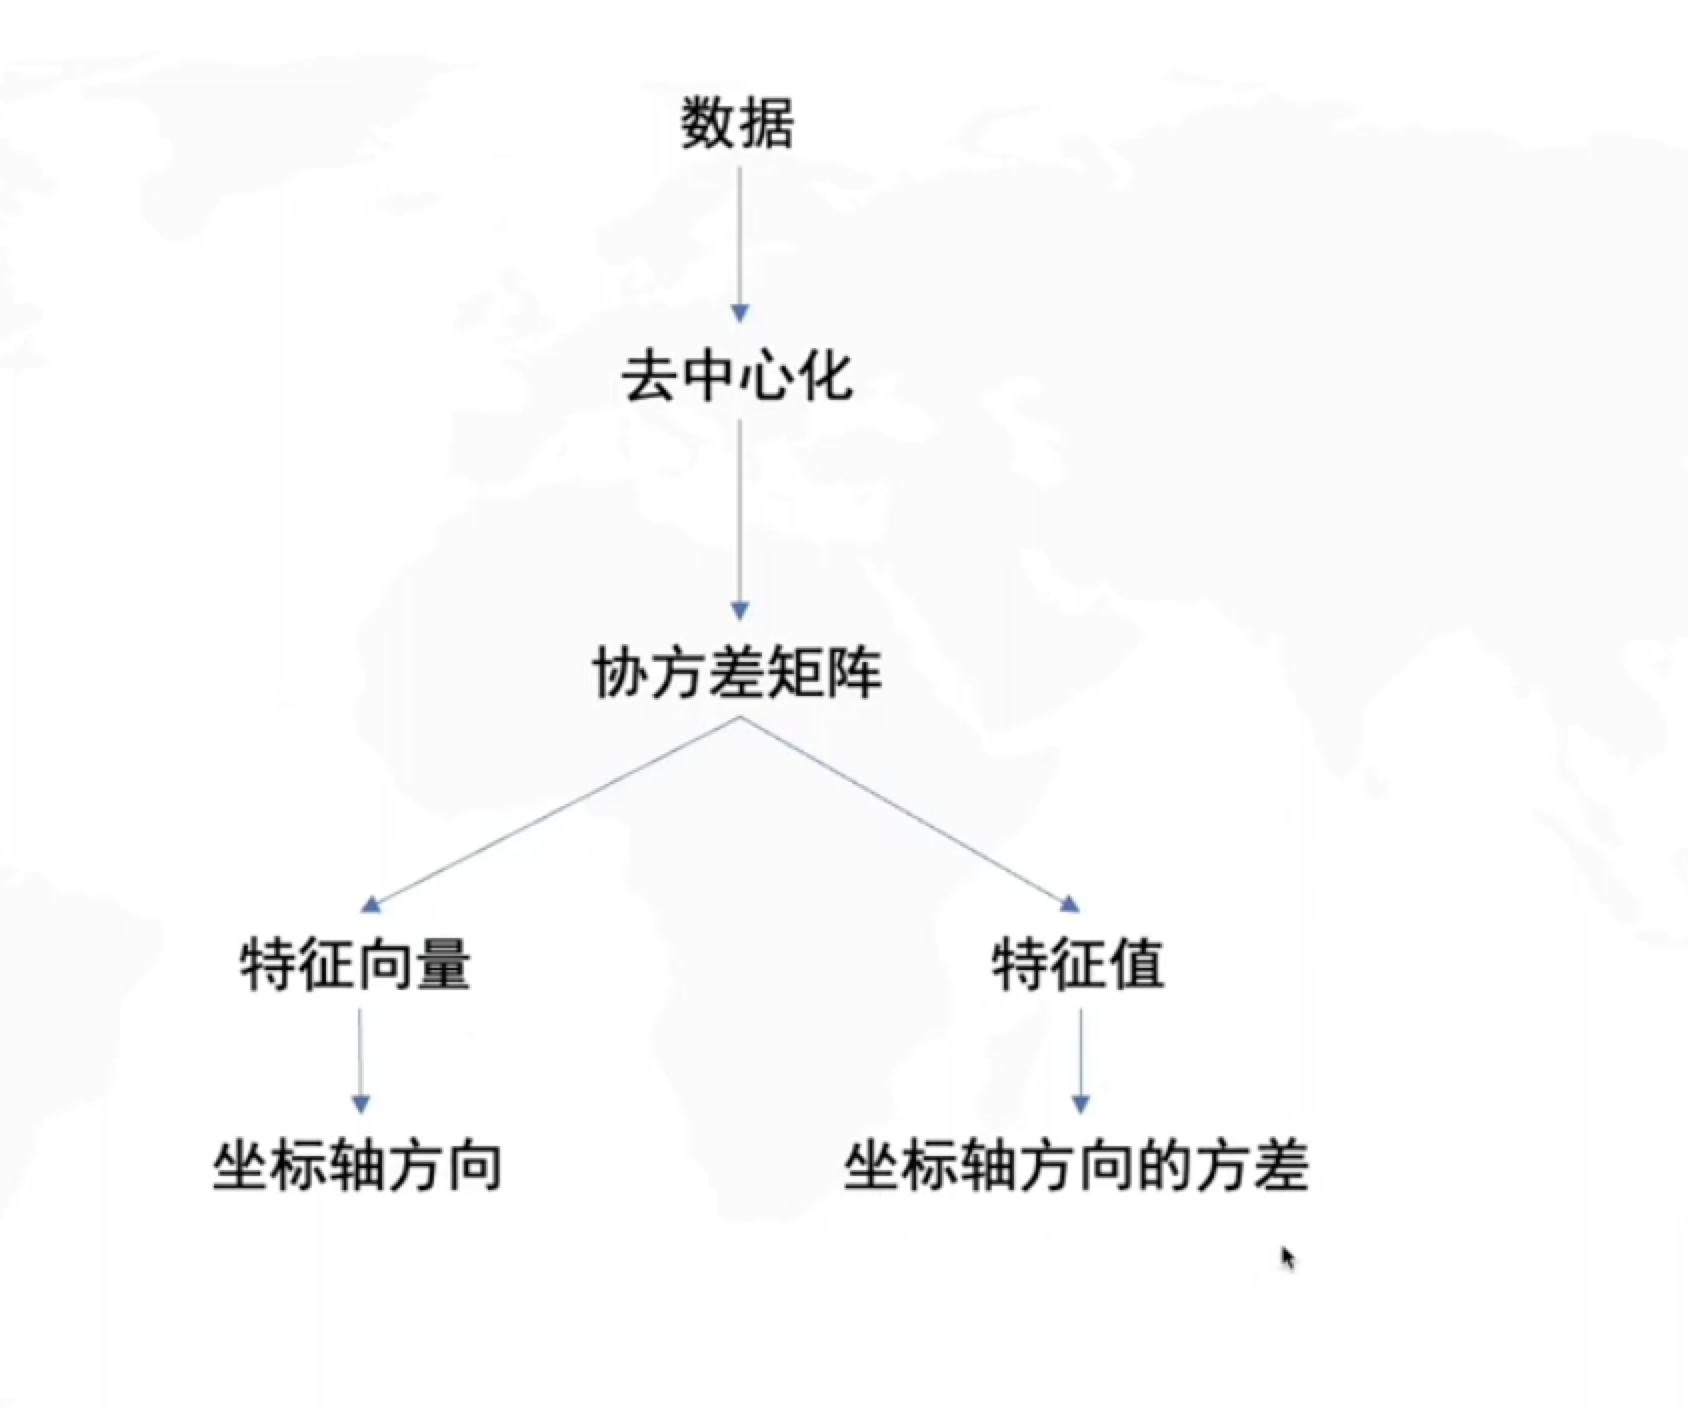 数据
去中心化
协方差矩阵
特征向量
特征值
坐标轴方向
坐标轴方向的方差